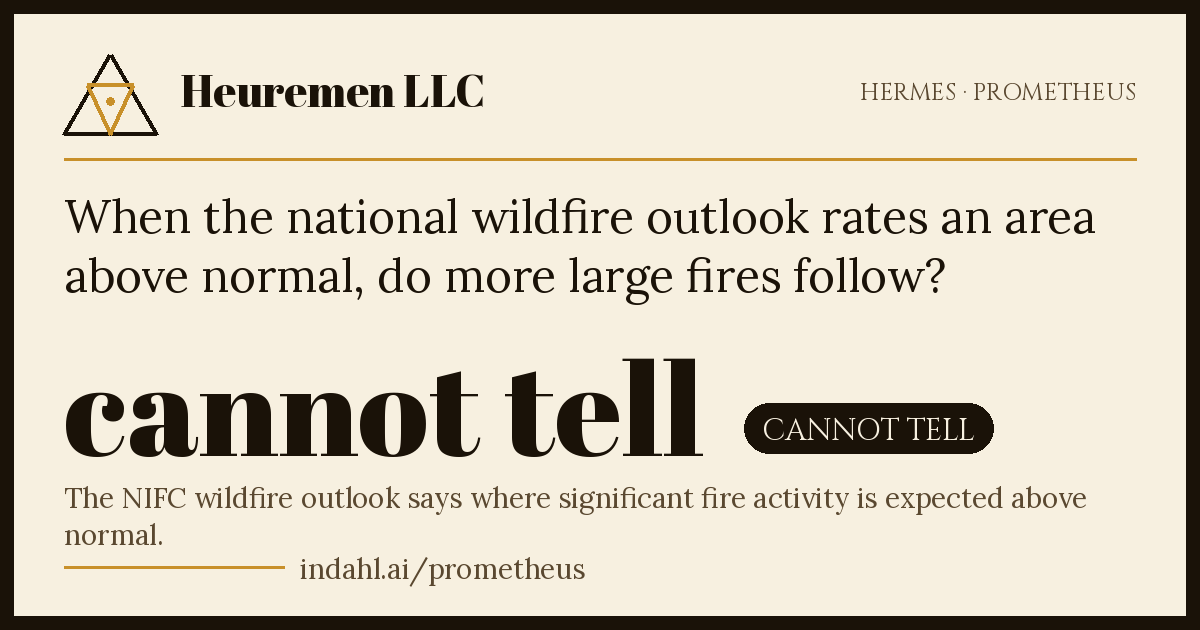 Heuremen LLC
HERMES · PROMETHEUS
When the national wildfire outlook rates an area
above normal, do more large fires follow?
cannot tell
CANNOT TELL
The NIFC wildfire outlook says where significant fire activity is expected above
normal.
indahl.ai/prometheus